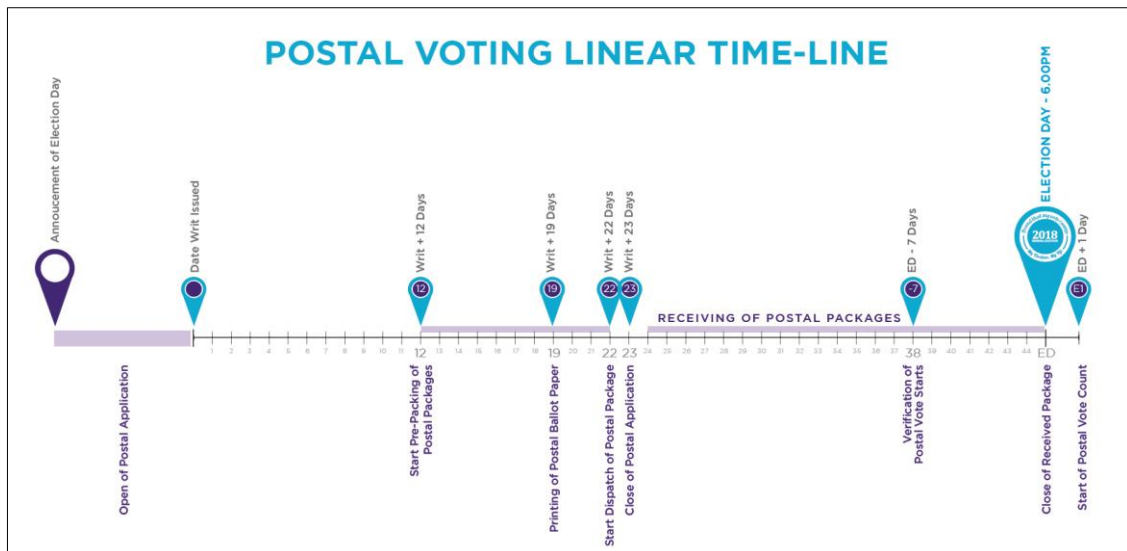 POSTAL VOTING LINEAR TIME-LINE
Annoucement of Election Day
Date Writ Issued
Writ + 12 Days
Writ + 19 Days
Writ + 22 Days
Writ + 23 Days
ED - 7 Days
ELECTION DAY - 6.00PM
ED + 1 Day
12
19
22
23
-7
2018
E1
RECEIVING OF POSTAL PACKAGES
1 2 3 4 5 6 7 8 9 10 11 12 13 14 15 16 17 18 19 20 21 22 23 24 25 26 27 28 29 30 31 32 33 34 35 36 37 38 39 40 41 42 43 44 ED
Open of Postal Application
Start Pre-Packing of
Postal Packages
Printing of Postal Ballot Paper
Start Dispatch of Postal Package
Close of Postal Application
Verification of
Postal Vote Starts
Close of Received Package
Start of Postal Vote Count